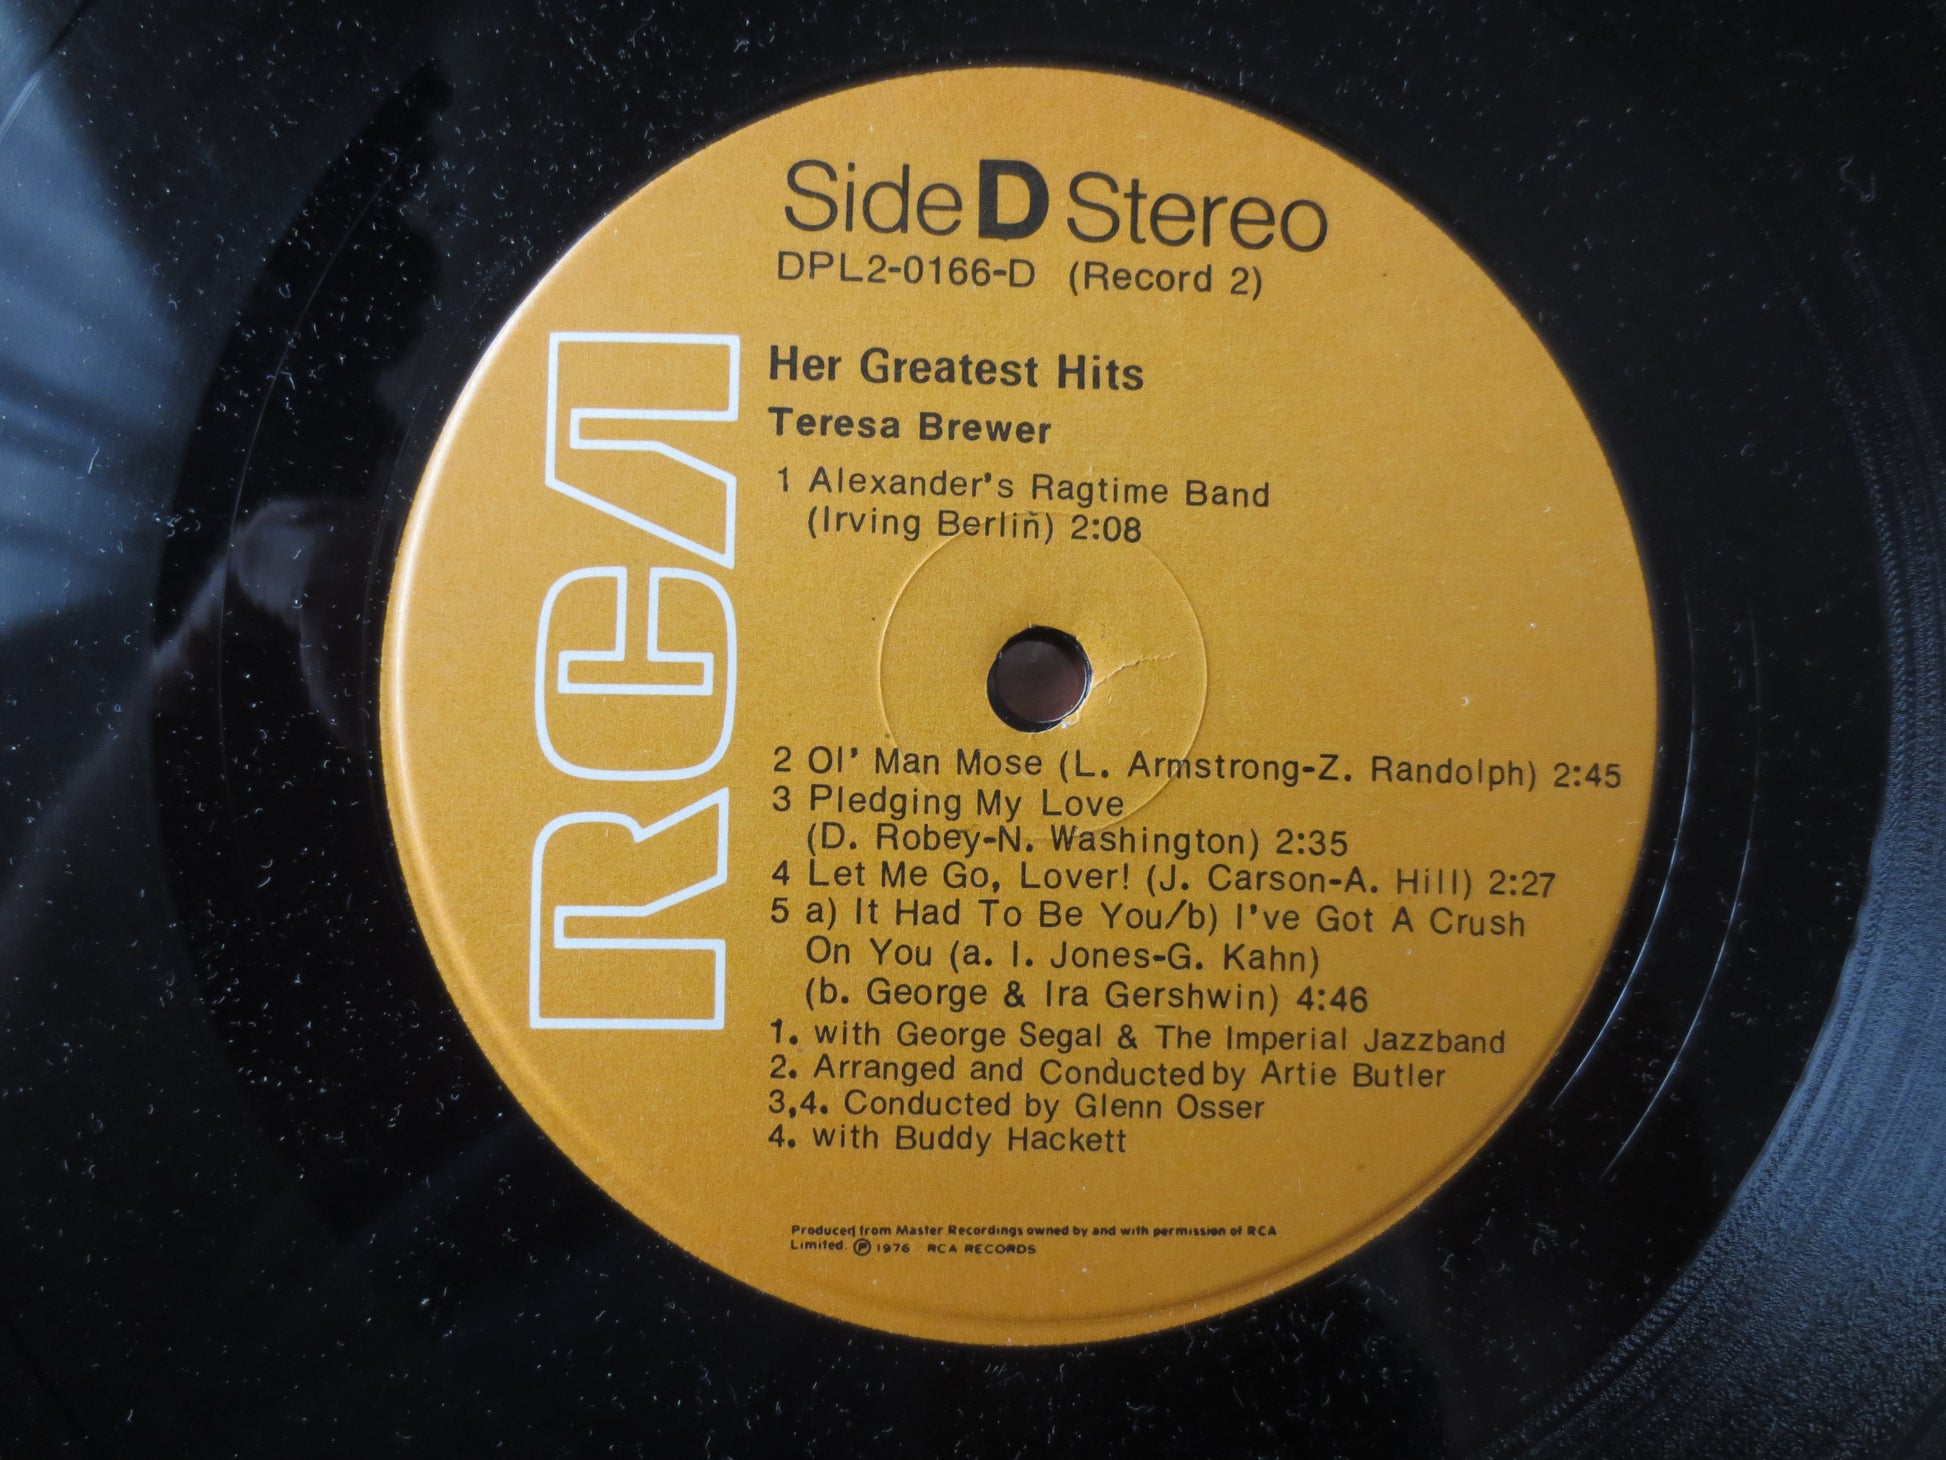 Side D Stereo
DPL2-0166-D (Record 2)
RCA
Her Greatest Hits
Teresa Brewer
1 Alexander's Ragtime Band
(Irving Berlin) 2:08
2 Ol' Man Mose (L. Armstrong-Z. Randolph) 2:45
3 Pledging My Love
(D. Robey-N. Washington) 2:35
4 Let Me Go, Lover! (J. Carson-A. Hill) 2:27
5 a) It Had To Be You/b) I've Got A Crush
On You (a. I. Jones-G. Kahn)
(b. George & Ira Gershwin) 4:46
1. with George Segal & The Imperial Jazzband
2. Arranged and Conducted by Artie Butler
3,4. Conducted by Glenn Osser
4. with Buddy Hackett
Produced from Master Recordings owned by and with permission of RCA
Limited. ℗ 1976 RCA RECORDS